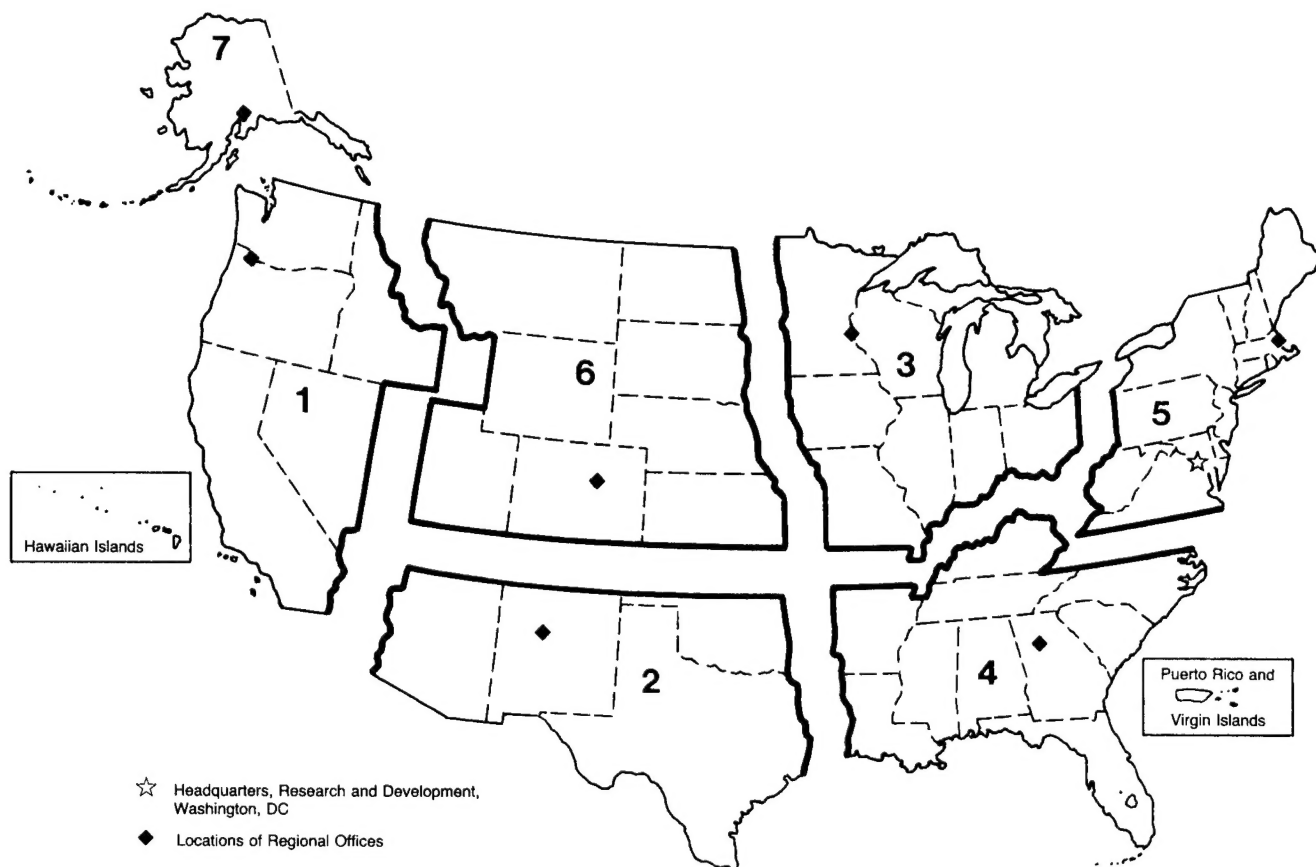 7
6
3
1
5
Hawaiian Islands
2
4
Puerto Rico and
Virgin Islands
Headquarters, Research and Development,
Washington, DC
Locations of Regional Offices